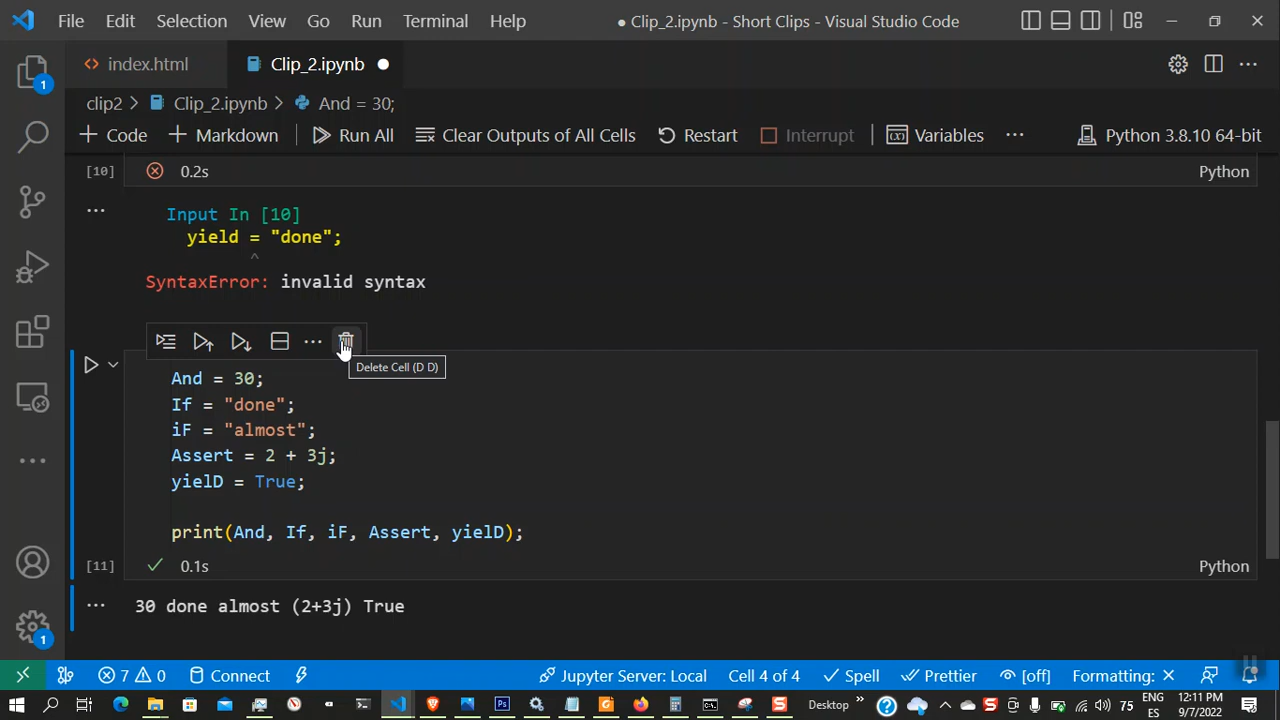 File Edit Selection View Go Run Terminal Help ● Clip_2.ipynb - Short Clips - Visual Studio Code
<> index.html Clip_2.ipynb ●
clip2 > Clip_2.ipynb > And = 30;
+ Code + Markdown Run All Clear Outputs of All Cells Restart Interrupt Variables ... Python 3.8.10 64-bit
[10] 0.2s Python
... Input In [10]
yield = "done";
^
SyntaxError: invalid syntax
...
Delete Cell (D D)
And = 30;
If = "done";
iF = "almost";
Assert = 2 + 3j;
yielD = True;
print(And, If, iF, Assert, yielD);
[11] 0.1s Python
... 30 done almost (2+3j) True
1
1
7 0 Connect Jupyter Server: Local Cell 4 of 4 Spell Prettier [off] Formatting: ×
Desktop » 75 ENG 12:11 PM
ES 9/7/2022